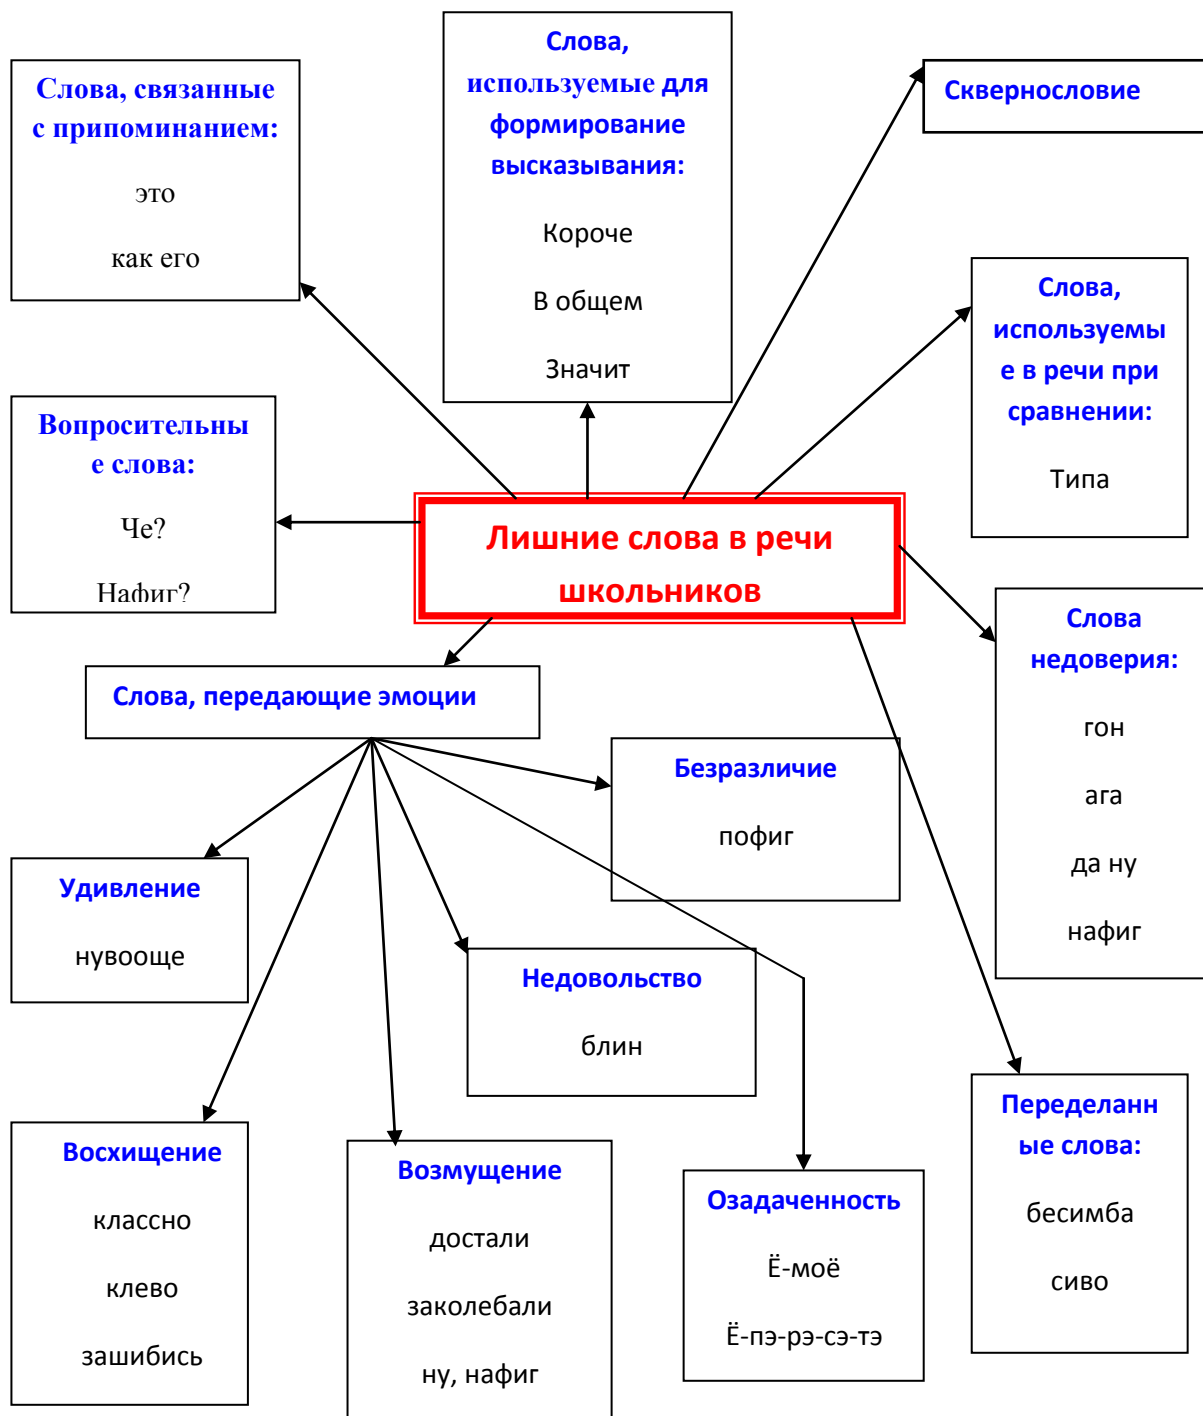 Слова, связанные
с припоминанием:
это
как его
Слова,
используемые для
формирование
высказывания:
Короче
В общем
Значит
Сквернословие
Слова,
используемы
е в речи при
сравнении:
Типа
Вопросительны
е слова:
Че?
Нафиг?
Лишние слова в речи
школьников
Слова
недоверия:
гон
ага
да ну
нафиг
Слова, передающие эмоции
Безразличие
пофиг
Удивление
нувооще
Недовольство
блин
Восхищение
классно
клево
зашибись
Возмущение
достали
заколебали
ну, нафиг
Озадаченность
Ё-моё
Ё-пэ-рэ-сэ-тэ
Переделанн
ые слова:
бесимба
сиво